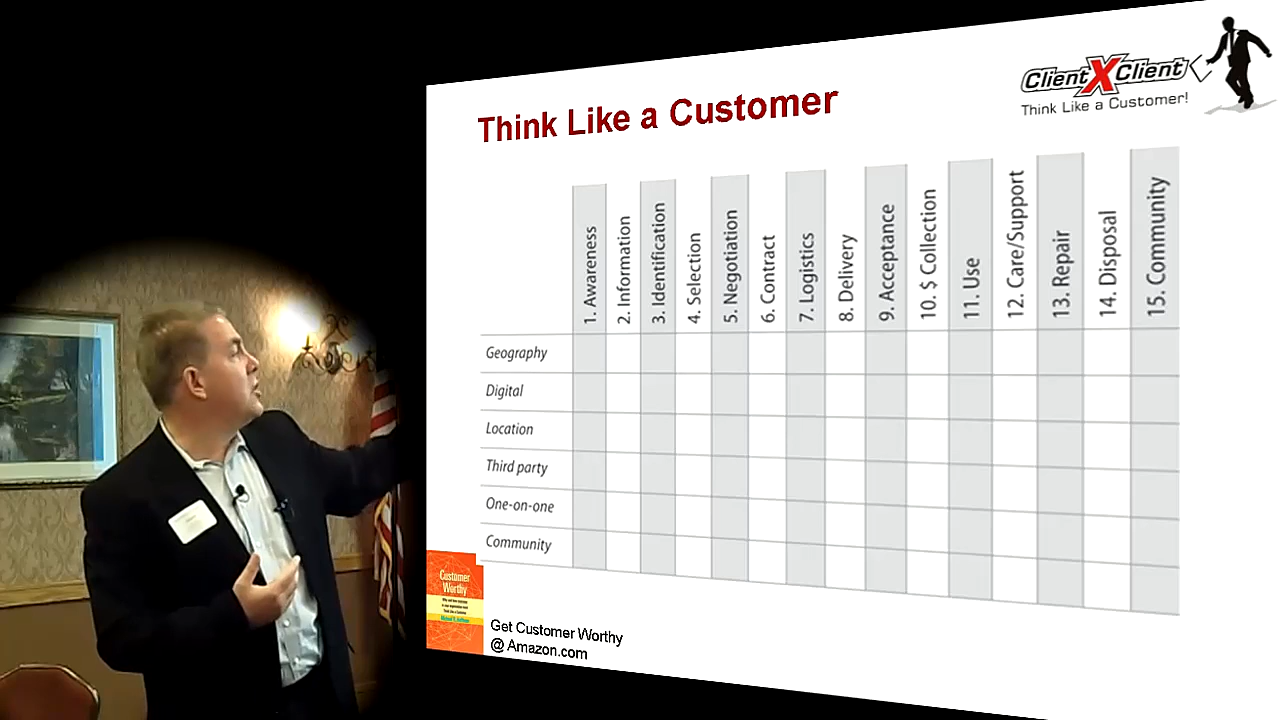 Think Like a Customer
ClientXClient
Think Like a Customer!
1. Awareness
2. Information
3. Identification
4. Selection
5. Negotiation
6. Contract
7. Logistics
8. Delivery
9. Acceptance
10. $ Collection
11. Use
12. Care/Support
13. Repair
14. Disposal
15. Community
Geography
Digital
Location
Third party
One-on-one
Community
Customer
Worthy
Get Customer Worthy
@ Amazon.com